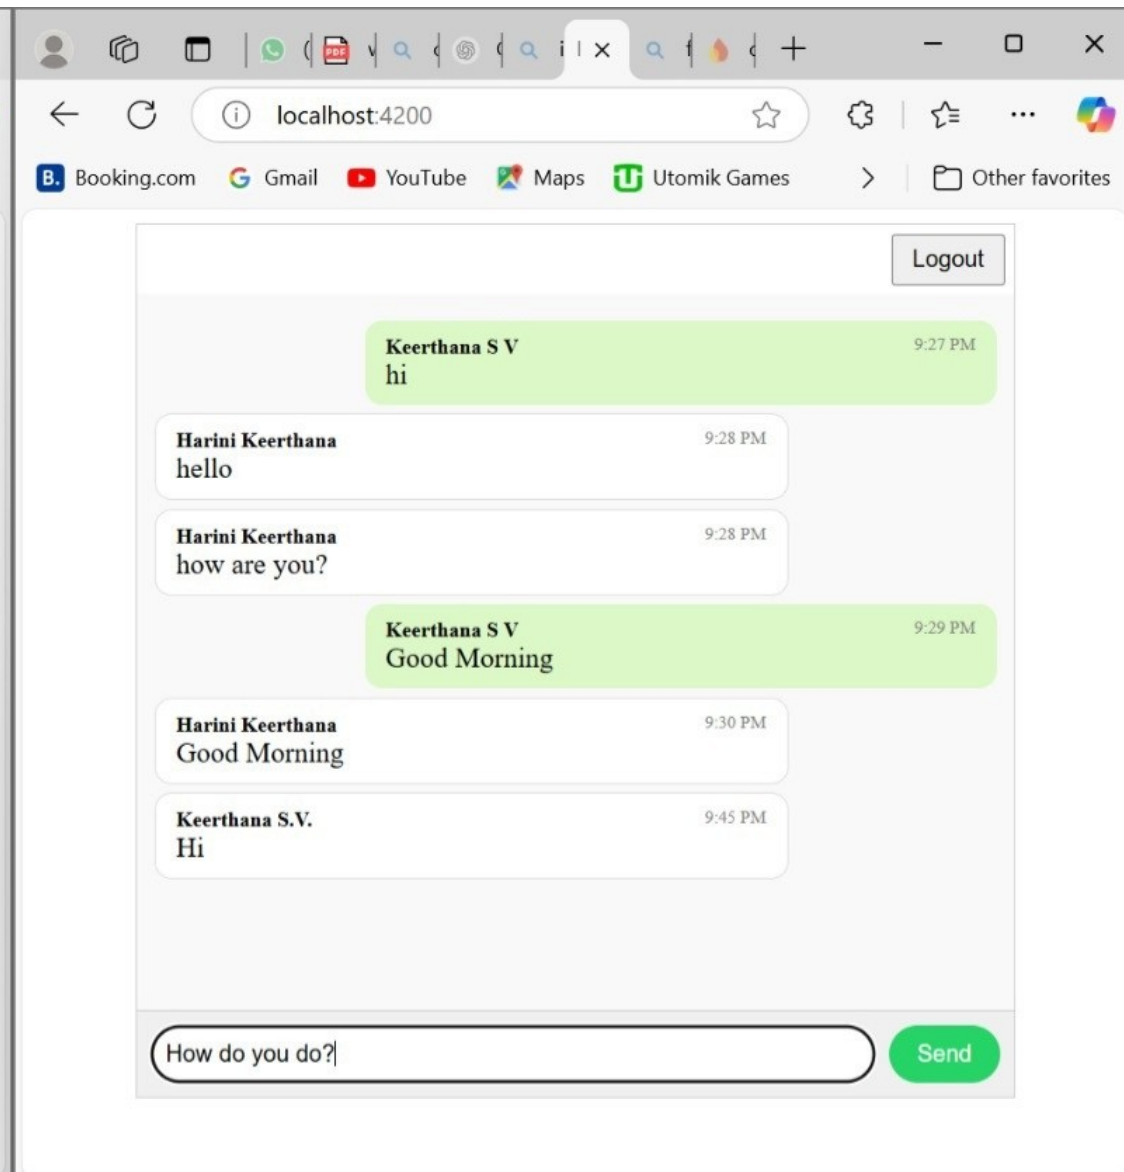 localhost:4200
B. Booking.com Gmail YouTube Maps Utomik Games Other favorites
Logout
Keerthana S V 9:27 PM
hi
Harini Keerthana 9:28 PM
hello
Harini Keerthana 9:28 PM
how are you?
Keerthana S V 9:29 PM
Good Morning
Harini Keerthana 9:30 PM
Good Morning
Keerthana S.V. 9:45 PM
Hi
How do you do?
Send